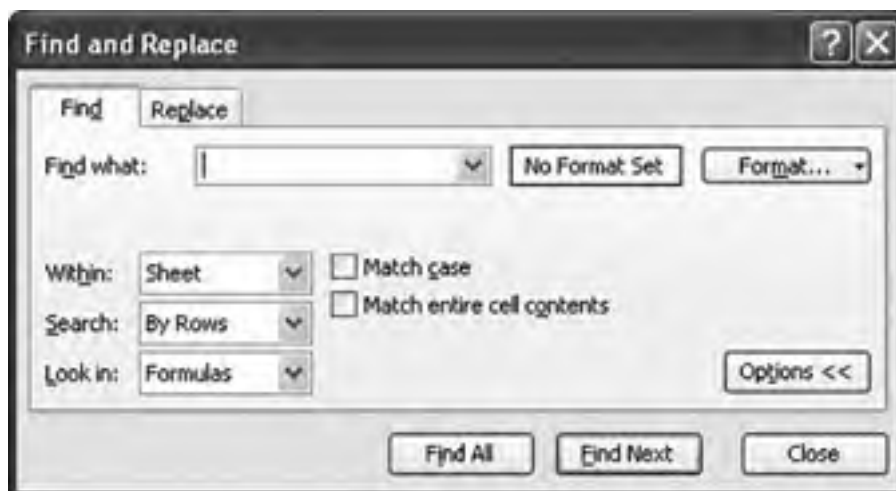 Find and Replace
Find Replace
Find what: No Format Set Format...
Within: Sheet Match case
Search: By Rows Match entire cell contents
Look in: Formulas Options <<
Find All Find Next Close